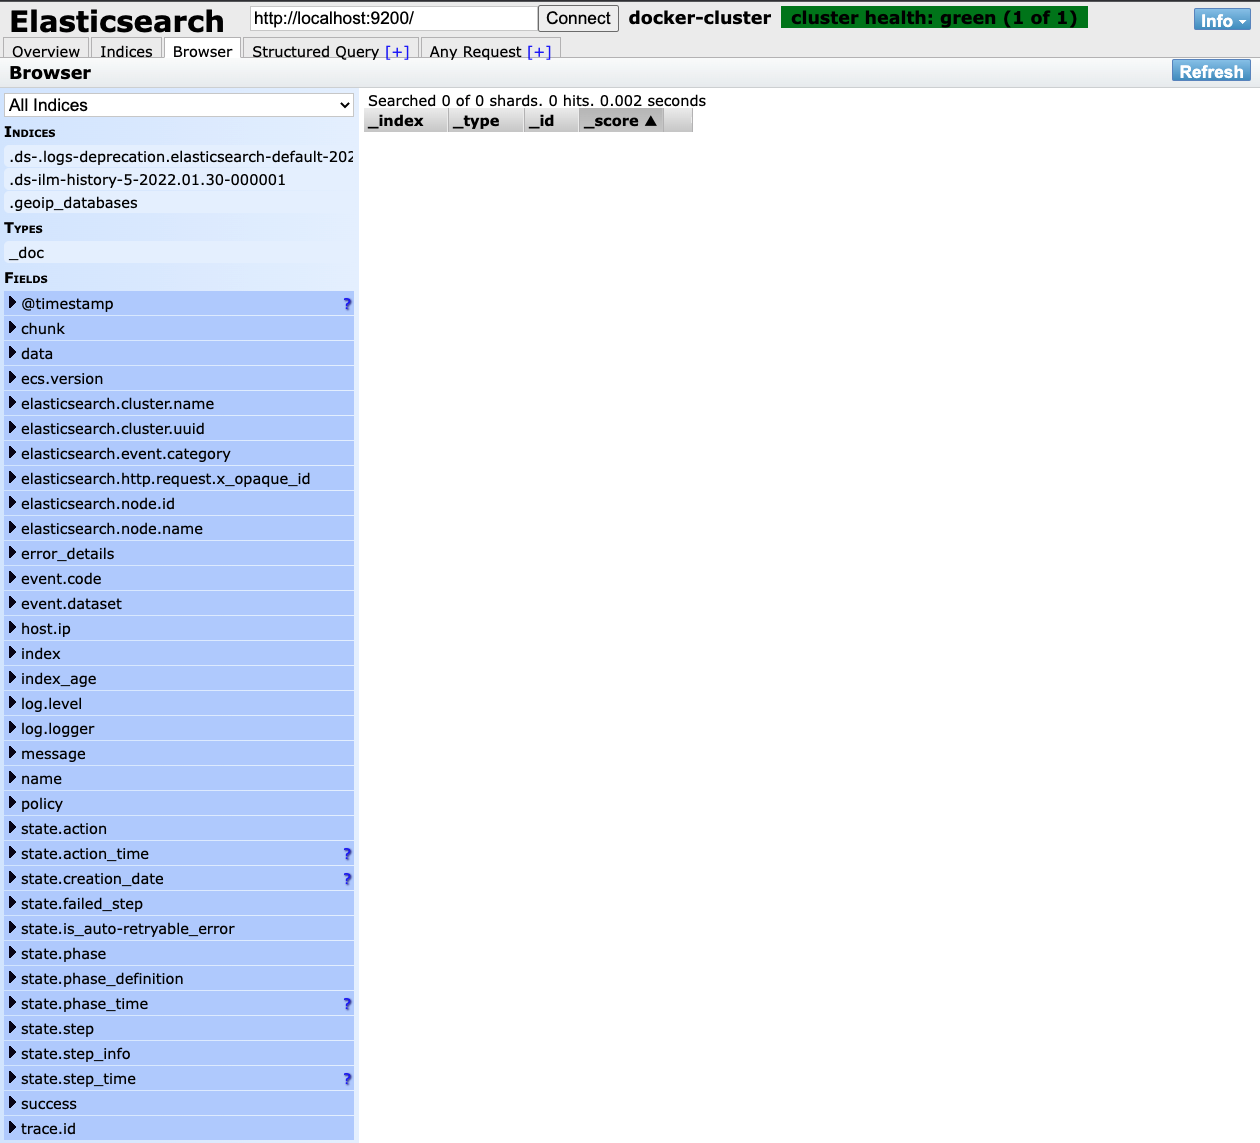 Elasticsearch http://localhost:9200/ Connect docker-cluster cluster health: green (1 of 1) Info
Overview Indices Browser Structured Query [+] Any Request [+]
Browser Refresh
All Indices
Searched 0 of 0 shards. 0 hits. 0.002 seconds
_index _type _id _score ▲
Indices
.ds-.logs-deprecation.elasticsearch-default-202
.ds-ilm-history-5-2022.01.30-000001
.geoip_databases
Types
_doc
Fields
@timestamp ?
chunk
data
ecs.version
elasticsearch.cluster.name
elasticsearch.cluster.uuid
elasticsearch.event.category
elasticsearch.http.request.x_opaque_id
elasticsearch.node.id
elasticsearch.node.name
error_details
event.code
event.dataset
host.ip
index
index_age
log.level
log.logger
message
name
policy
state.action
state.action_time ?
state.creation_date ?
state.failed_step
state.is_auto-retryable_error
state.phase
state.phase_definition
state.phase_time ?
state.step
state.step_info
state.step_time ?
success
trace.id